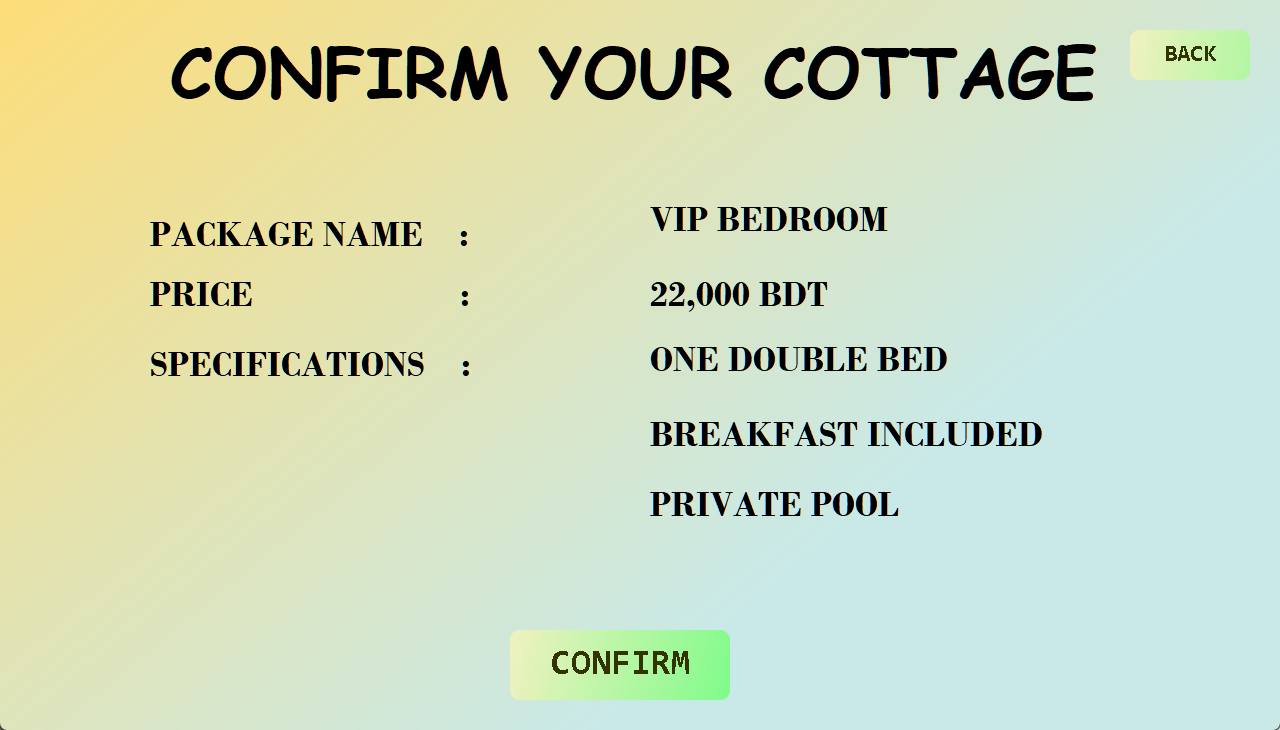 CONFIRM YOUR COTTAGE
BACK
PACKAGE NAME : VIP BEDROOM
PRICE : 22,000 BDT
SPECIFICATIONS : ONE DOUBLE BED
BREAKFAST INCLUDED
PRIVATE POOL
CONFIRM